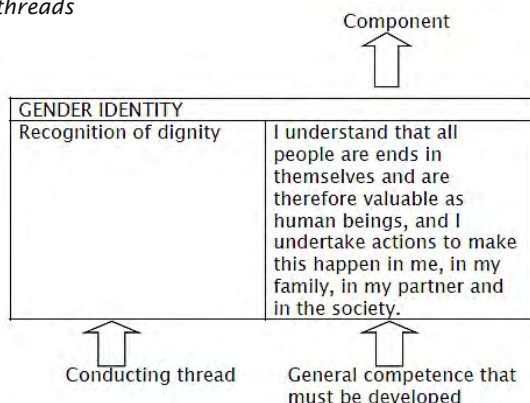 threads
Component
GENDER IDENTITY
Recognition of dignity
I understand that all
people are ends in
themselves and are
therefore valuable as
human beings, and I
undertake actions to make
this happen in me, in my
family, in my partner and
in the society.
Conducting thread
General competence that
must be developed